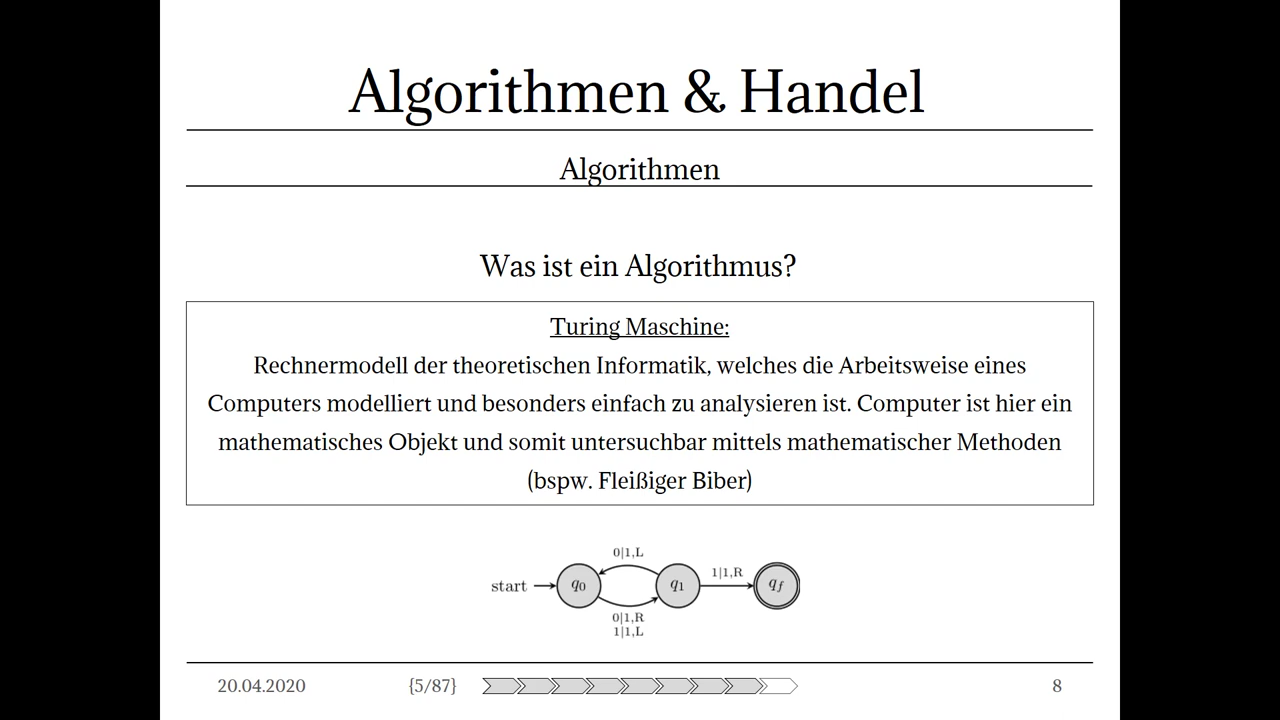 Algorithmen & Handel
Algorithmen
Was ist ein Algorithmus?
Turing Maschine:
Rechnermodell der theoretischen Informatik, welches die Arbeitsweise eines
Computers modelliert und besonders einfach zu analysieren ist. Computer ist hier ein
mathematisches Objekt und somit untersuchbar mittels mathematischer Methoden
(bspw. Fleißiger Biber)
0|1,L
start q0 q1 1|1,R qf
0|1,R
1|1,L
20.04.2020 {5/87} 8